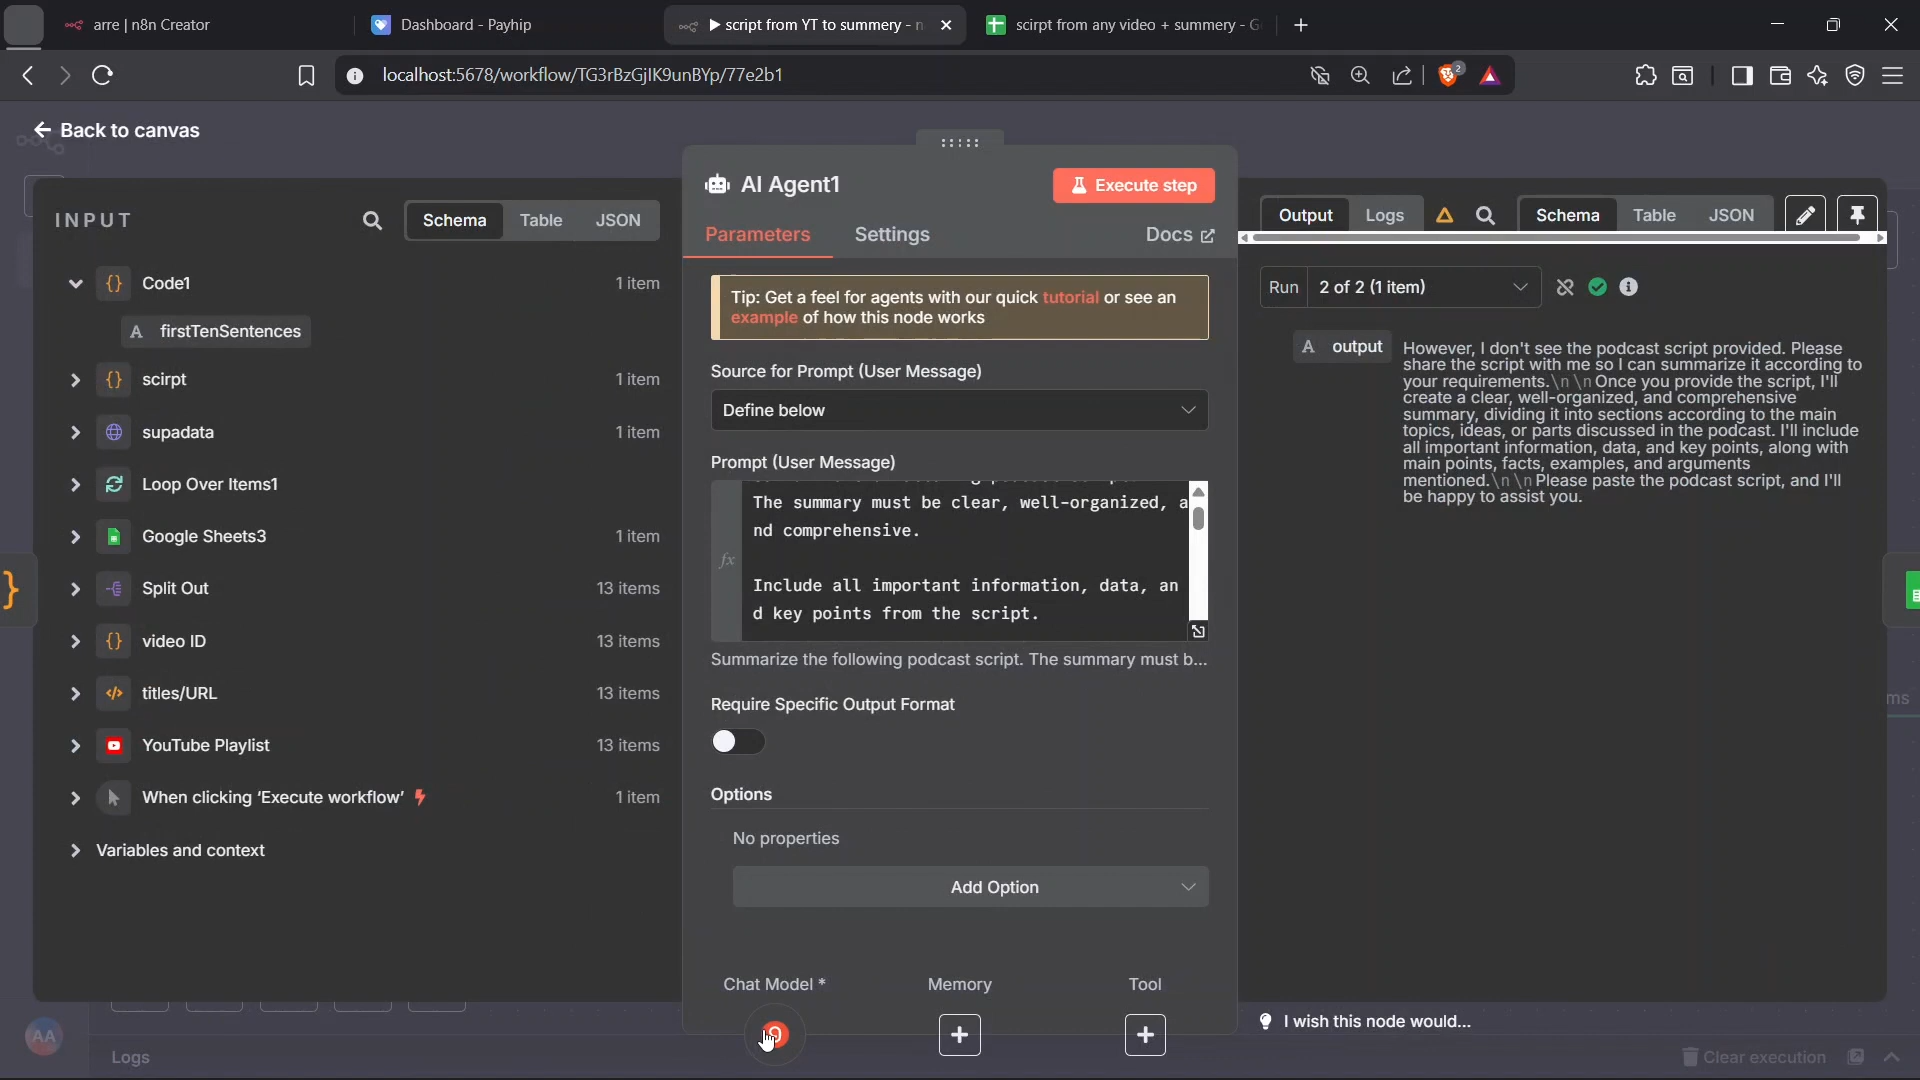 arre | n8n Creator
Dashboard - Payhip
▶ script from YT to summery - n
scirpt from any video + summery - G
localhost:5678/workflow/TG3rBzGjlK9unBYp/77e2b1
2
← Back to canvas
INPUT
Schema
Table
JSON
Code1
1 item
A firstTenSentences
scirpt
1 item
supadata
1 item
Loop Over Items1
Google Sheets3
1 item
Split Out
13 items
video ID
13 items
titles/URL
13 items
YouTube Playlist
13 items
When clicking ‘Execute workflow’
1 item
Variables and context
AI Agent1
Execute step
Parameters
Settings
Docs
Tip: Get a feel for agents with our quick tutorial or see an
example of how this node works
Source for Prompt (User Message)
Define below
Prompt (User Message)
fx
The summary must be clear, well-organized, a
nd comprehensive.
Include all important information, data, an
d key points from the script.
Summarize the following podcast script. The summary must b...
Require Specific Output Format
Options
No properties
Add Option
Chat Model *
Memory
Tool
Output
Logs
Schema
Table
JSON
Run
2 of 2 (1 item)
A output
However, I don't see the podcast script provided. Please
share the script with me so I can summarize it according to
your requirements.\n\nOnce you provide the script, I'll
create a clear, well-organized, and comprehensive
summary, dividing it into sections according to the main
topics, ideas, or parts discussed in the podcast. I'll include
all important information, data, and key points, along with
main points, facts, examples, and arguments
mentioned.\n\nPlease paste the podcast script, and I'll
be happy to assist you.
ms
I wish this node would...
AA
Logs
Clear execution